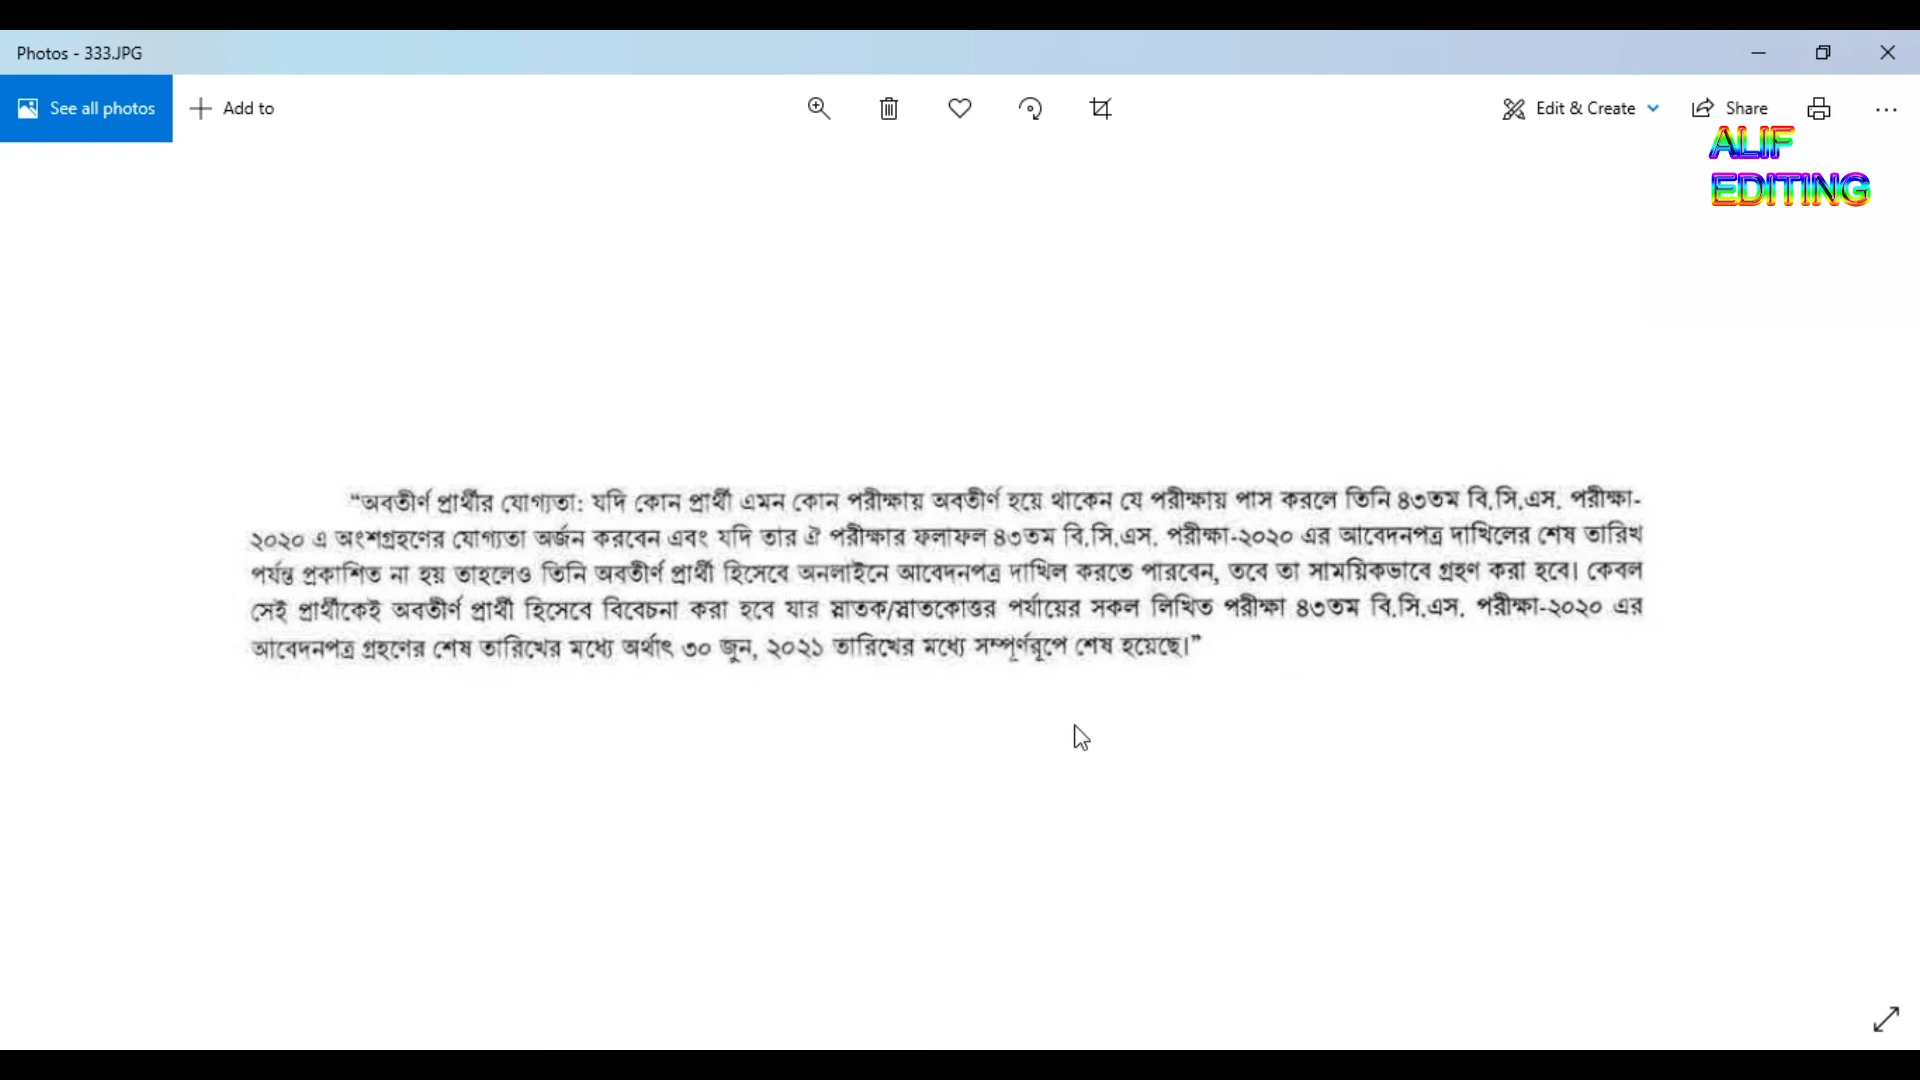 Photos - 333.JPG
See all photos
Add to
Edit & Create
Share
ALIF
EDITING
“অবতীর্ণ প্রার্থীর যোগ্যতা: যদি কোন প্রার্থী এমন কোন পরীক্ষায় অবতীর্ণ হয়ে থাকেন যে পরীক্ষায় পাস করলে তিনি ৪৩তম বি.সি.এস. পরীক্ষা-
২০২০ এ অংশগ্রহণের যোগ্যতা অর্জন করবেন এবং যদি তার ঐ পরীক্ষার ফলাফল ৪৩তম বি.সি.এস. পরীক্ষা-২০২০ এর আবেদনপত্র দাখিলের শেষ তারিখ
পর্যন্ত প্রকাশিত না হয় তাহলেও তিনি অবতীর্ণ প্রার্থী হিসেবে অনলাইনে আবেদনপত্র দাখিল করতে পারবেন, তবে তা সাময়িকভাবে গ্রহণ করা হবে। কেবল
সেই প্রার্থীকেই অবতীর্ণ প্রার্থী হিসেবে বিবেচনা করা হবে যার স্নাতক/স্নাতকোত্তর পর্যায়ের সকল লিখিত পরীক্ষা ৪৩তম বি.সি.এস. পরীক্ষা-২০২০ এর
আবেদনপত্র গ্রহণের শেষ তারিখের মধ্যে অর্থাৎ ৩০ জুন, ২০২১ তারিখের মধ্যে সম্পূর্ণরূপে শেষ হয়েছে।”